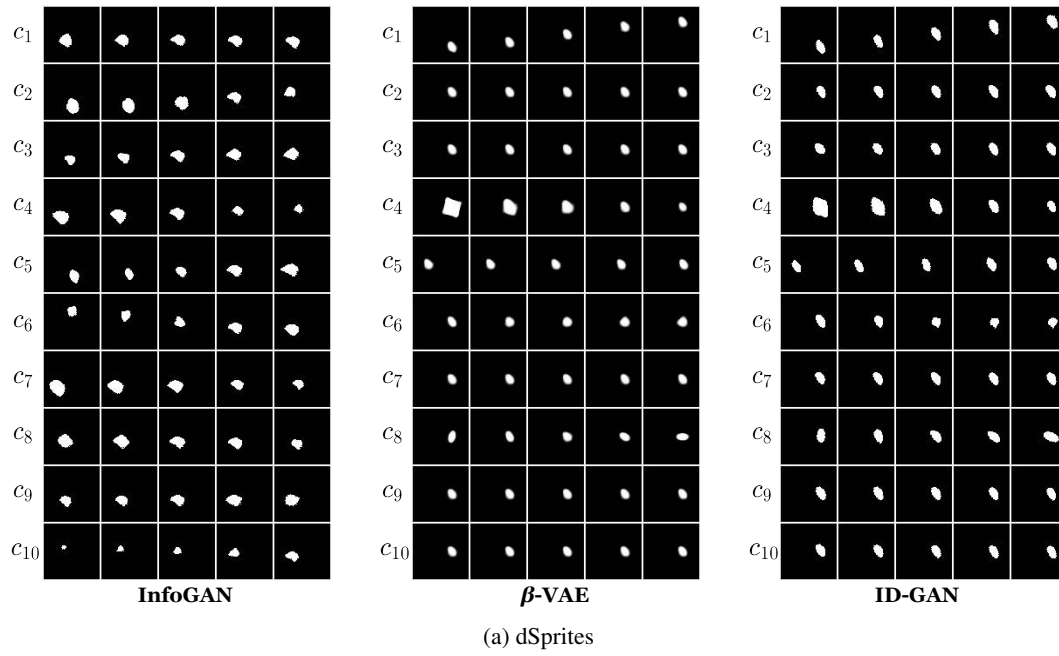 c1 c1 c1
c2 c2 c2
c3 c3 c3
c4 c4 c4
c5 c5 c5
c6 c6 c6
c7 c7 c7
c8 c8 c8
c9 c9 c9
c10 c10 c10
InfoGAN β-VAE ID-GAN
(a) dSprites